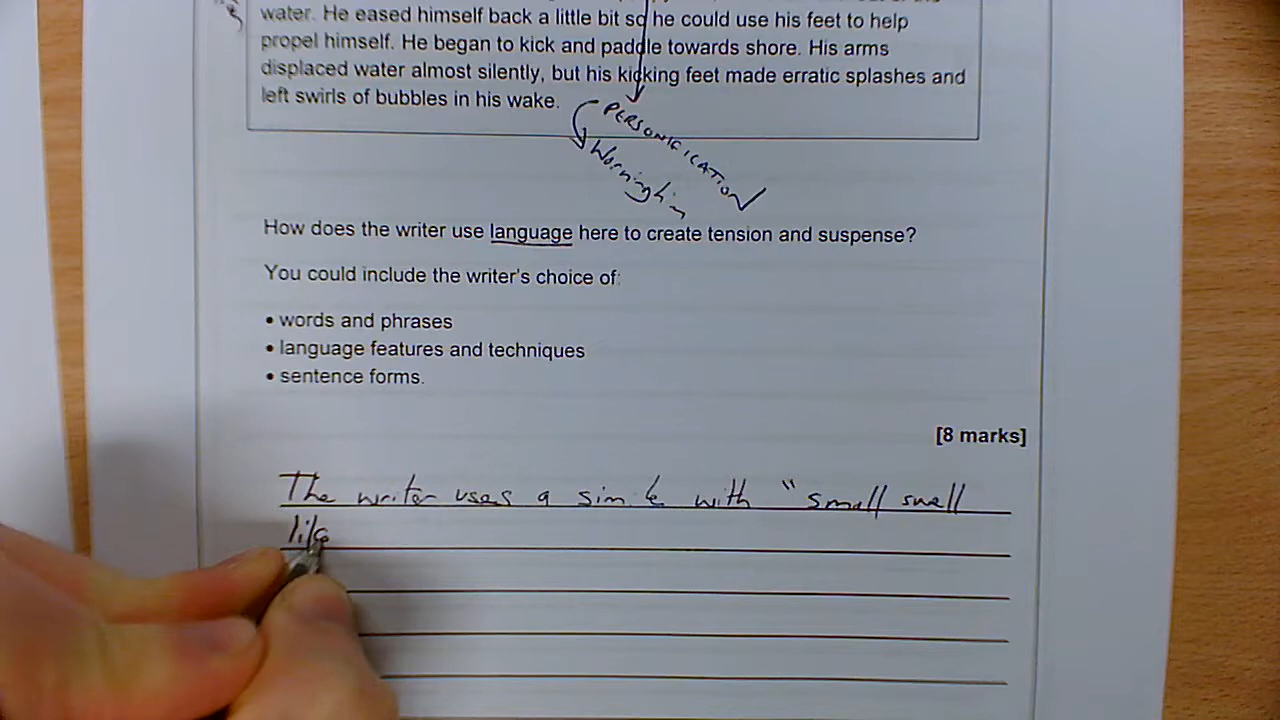 water. He eased himself back a little bit so he could use his feet to help
propel himself. He began to kick and paddle towards shore. His arms
displaced water almost silently, but his kicking feet made erratic splashes and
left swirls of bubbles in his wake.
PERSONIFICATION
Warning him
How does the writer use language here to create tension and suspense?
You could include the writer's choice of:
• words and phrases
• language features and techniques
• sentence forms.
[8 marks]
The writer uses a simile with "small swell
like